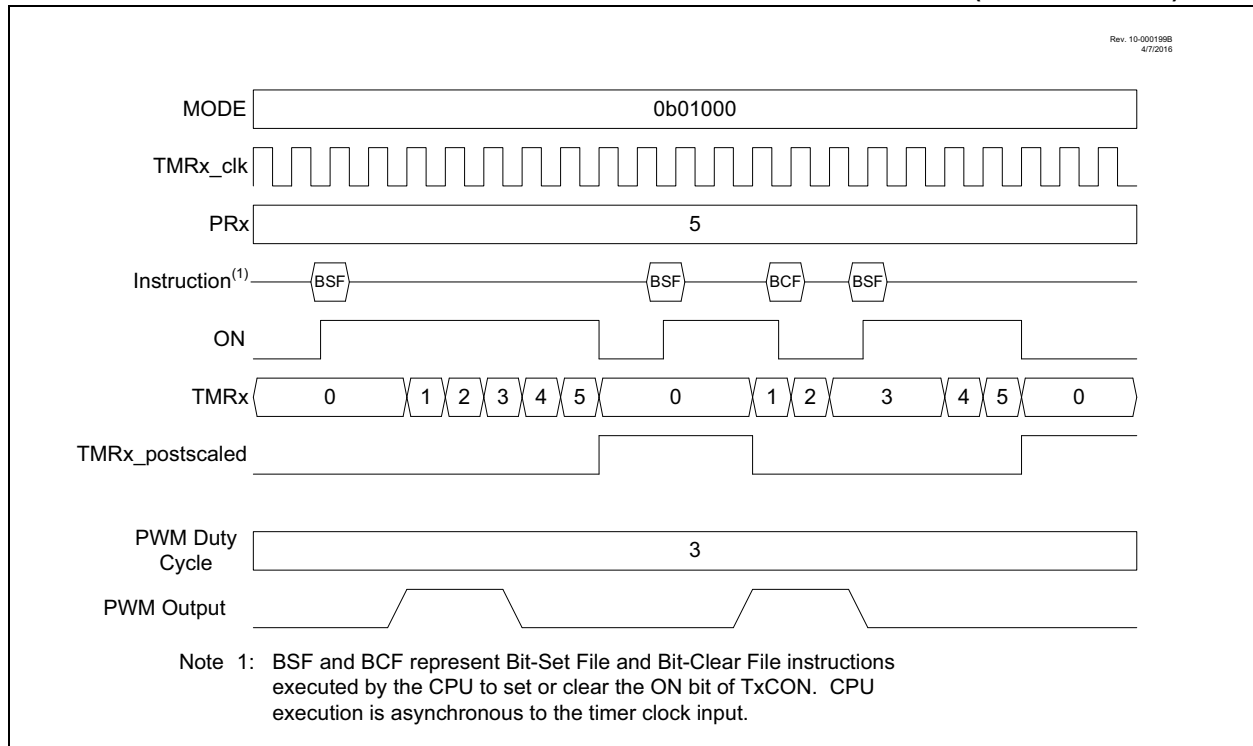 Rev. 10-000199B
4/7/2016
MODE 0b01000
TMRx_clk
PRx 5
Instruction(1) BSF BSF BCF BSF
ON
TMRx 0 1 2 3 4 5 0 1 2 3 4 5 0
TMRx_postscaled
PWM Duty
Cycle 3
PWM Output
Note 1: BSF and BCF represent Bit-Set File and Bit-Clear File instructions
executed by the CPU to set or clear the ON bit of TxCON. CPU
execution is asynchronous to the timer clock input.